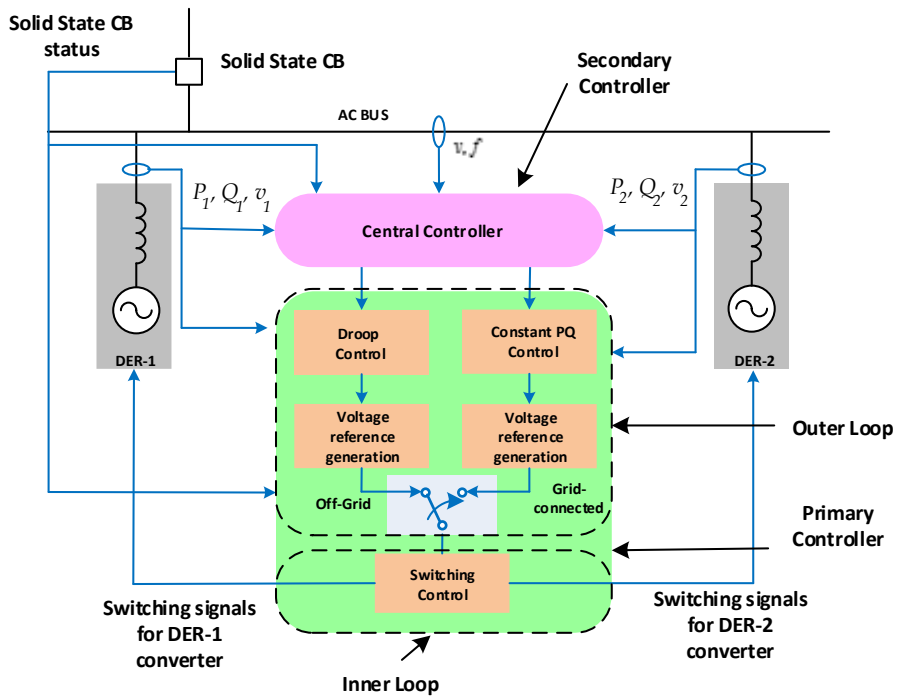 Solid State CB
status
Solid State CB
Secondary
Controller
AC BUS
v, f
P1, Q1, v1
P2, Q2, v2
Central Controller
Droop
Control
Constant PQ
Control
DER-1
DER-2
Voltage
reference
generation
Voltage
reference
generation
Outer Loop
Off-Grid
Grid-
connected
Primary
Controller
Switching
Control
Switching signals
for DER-1
converter
Switching signals
for DER-2
converter
Inner Loop